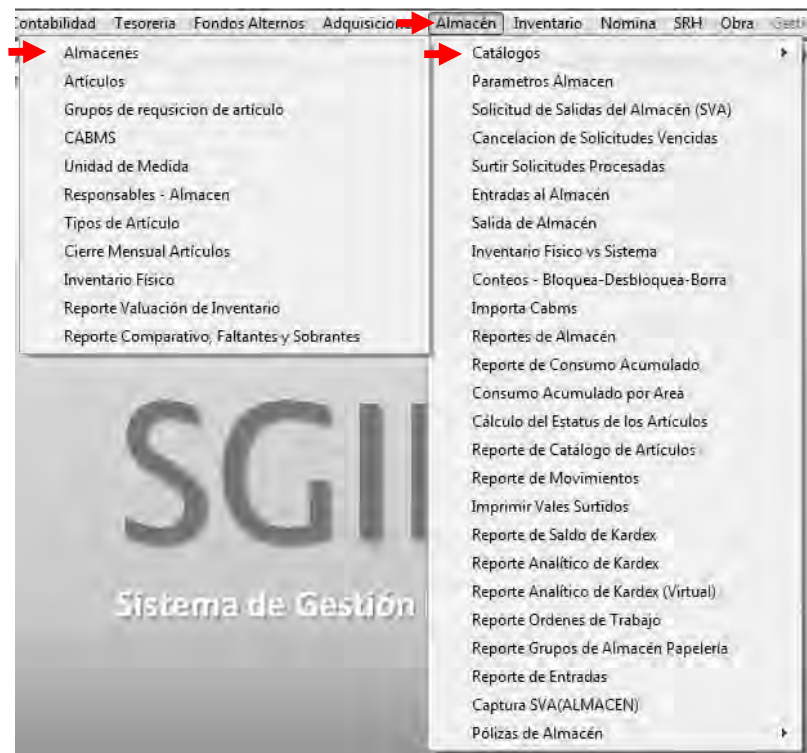 Contabilidad Tesoreria Fondos Alternos Almacén Inventario Nomina SRH Obra
Almacenes
Artículos
Grupos de requsicion de artículo
CABMS
Unidad de Medida
Responsables - Almacen
Tipos de Artículo
Cierre Mensual Artículos
Inventario Físico
Reporte Valuación de Inventario
Reporte Comparativo, Faltantes y Sobrantes
Catálogos
Parametros Almacen
Solicitud de Salidas del Almacén (SVA)
Cancelacion de Solicitudes Vencidas
Surtir Solicitudes Procesadas
Entradas al Almacén
Salida de Almacén
Inventario Fisico vs Sistema
Conteos - Bloquea-Desbloquea-Borra
Importa Cabms
Reportes de Almacén
Reporte de Consumo Acumulado
Consumo Acumulado por Area
Cálculo del Estatus de los Artículos
Reporte de Catálogo de Artículos
Reporte de Movimientos
Imprimir Vales Surtidos
Reporte de Saldo de Kardex
Reporte Analítico de Kardex
Reporte Analítico de Kardex (Virtual)
Reporte Ordenes de Trabajo
Reporte Grupos de Almacén Papelería
Reporte de Entradas
Captura SVA(ALMACEN)
Pólizas de Almacén
SGI
Sistema de Gestión